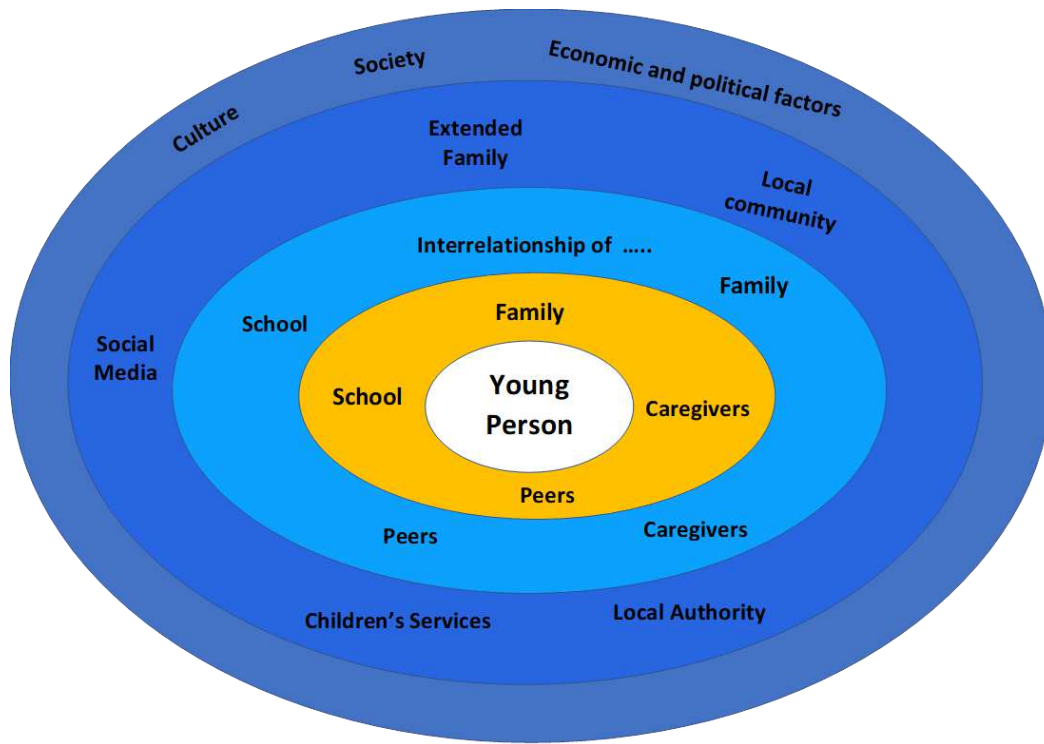 Society
Economic and political factors
Culture
Extended
Family
Local
community
Interrelationship of .....
Family
School
Family
Social
Media
School
Young
Person
Caregivers
Peers
Peers
Caregivers
Children’s Services
Local Authority